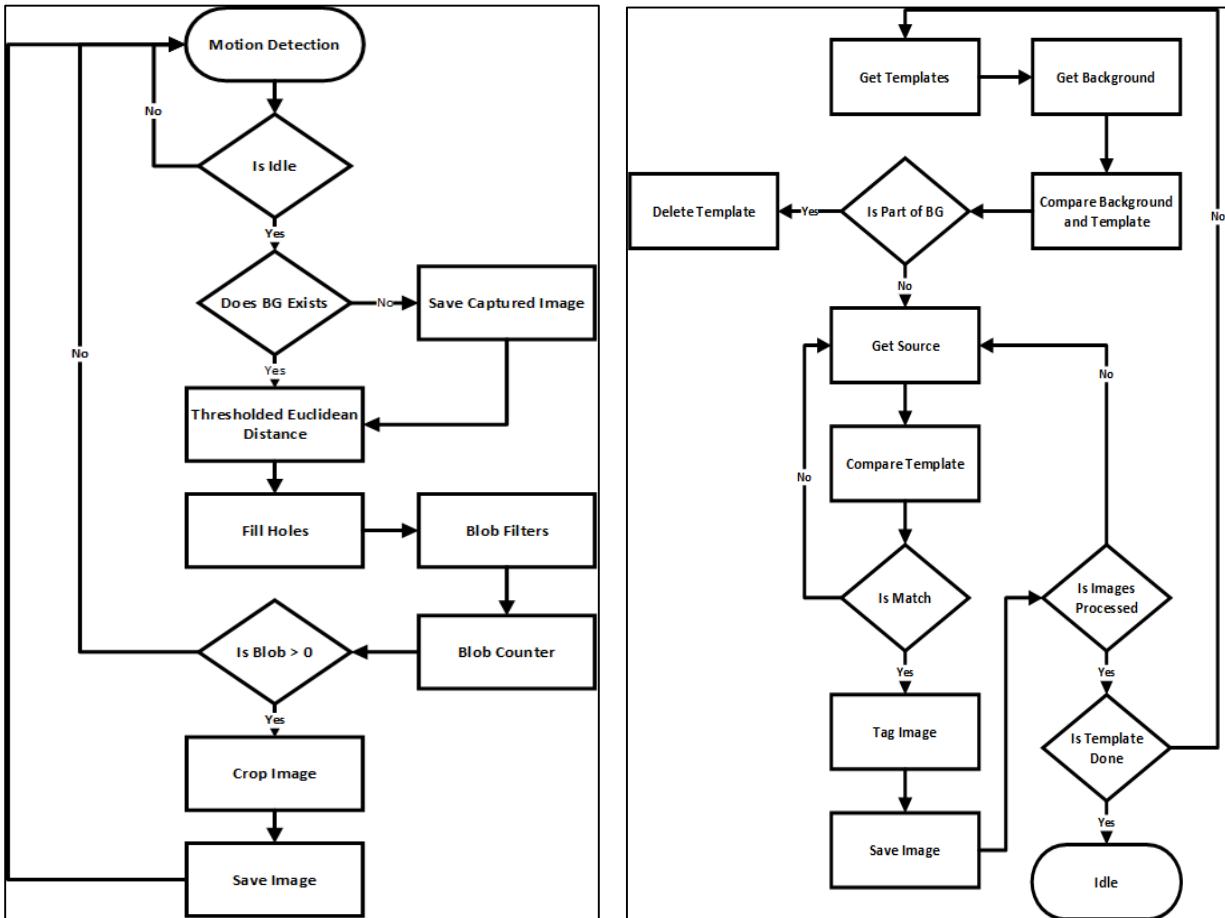 Motion Detection
No
Is Idle
Yes
Does BG Exists
No
Save Captured Image
No
Yes
Thresholded Euclidean
Distance
Fill Holes
Blob Filters
Is Blob > 0
Blob Counter
Yes
Crop Image
Save Image
Get Templates
Get Background
Delete Template
Yes
Is Part of BG
Compare Background
and Template
No
No
Get Source
No
Compare Template
No
Is Match
Is Images
Processed
Yes
Yes
Tag Image
Is Template
Done
Save Image
Yes
Idle